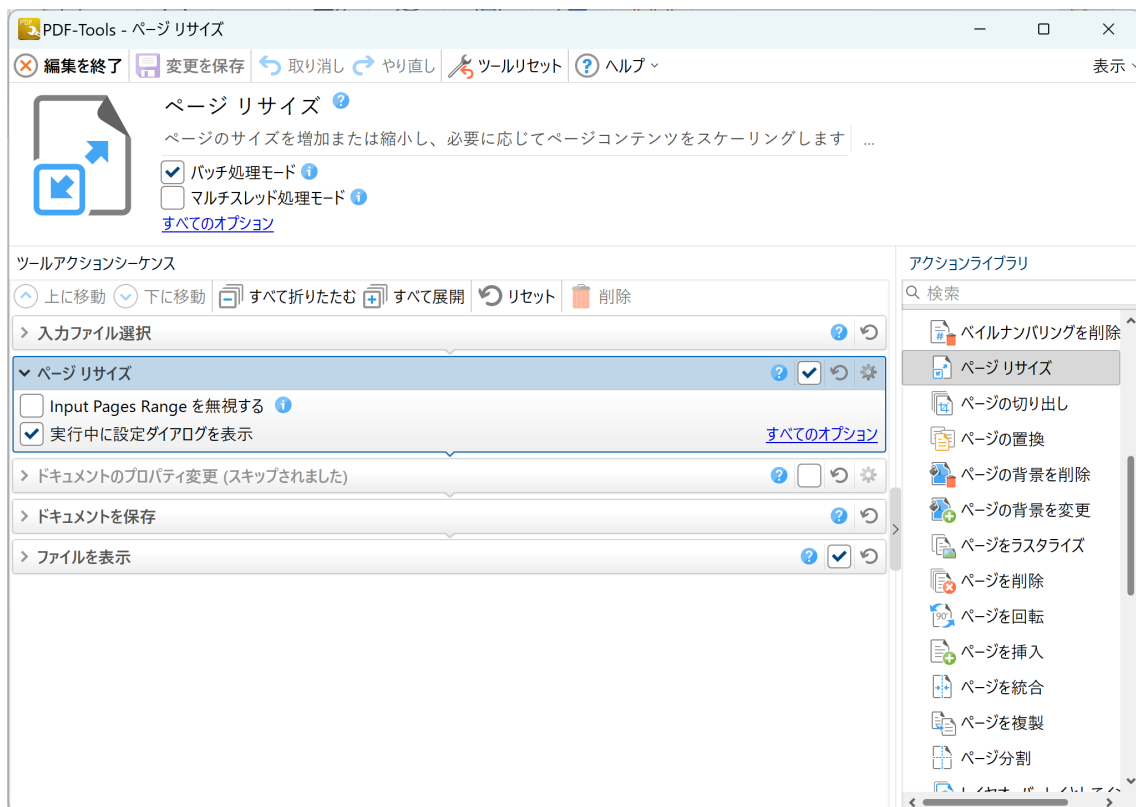 PDF-Tools - ページ リサイズ
編集を終了 変更を保存 取り消し やり直し ツールリセット ヘルプ 表示
ページ リサイズ
ページのサイズを増加または縮小し、必要に応じてページコンテンツをスケーリングします ...
バッチ処理モード
マルチスレッド処理モード
すべてのオプション
ツールアクションシーケンス
上に移動 下に移動 すべて折りたたむ すべて展開 リセット 削除
入力ファイル選択
ページ リサイズ
Input Pages Range を無視する
実行中に設定ダイアログを表示 すべてのオプション
ドキュメントのプロパティ変更 (スキップされました)
ドキュメントを保存
ファイルを表示
アクションライブラリ
検索
ベイルナンバリングを削除
ページ リサイズ
ページの切り出し
ページの置換
ページの背景を削除
ページの背景を変更
ページをラスタライズ
ページを削除
ページを回転
ページを挿入
ページを統合
ページを複製
ページ分割